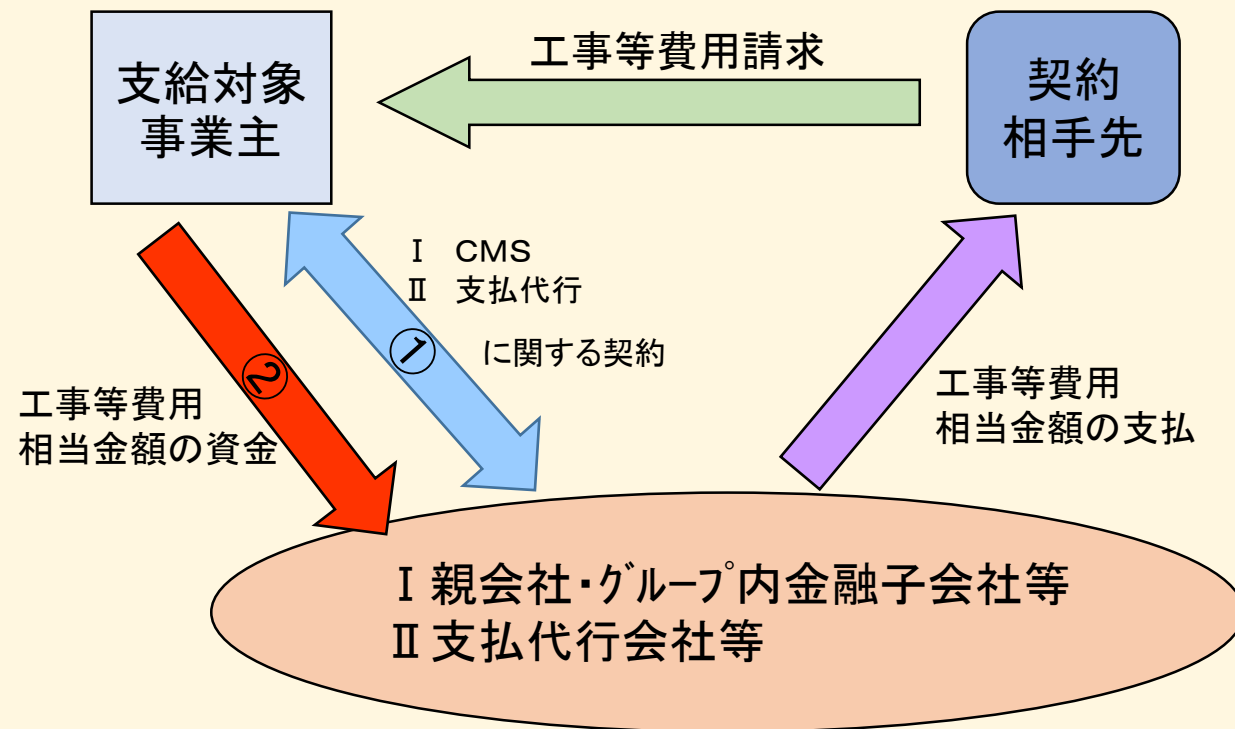 支給対象
事業主
工事等費用請求
契約
相手先
Ⅰ　CMS
Ⅱ　支払代行
に関する契約
①
②
工事等費用
相当金額の資金
工事等費用
相当金額の支払
Ⅰ親会社・ｸﾞﾙｰﾌﾟ内金融子会社等
Ⅱ支払代行会社等